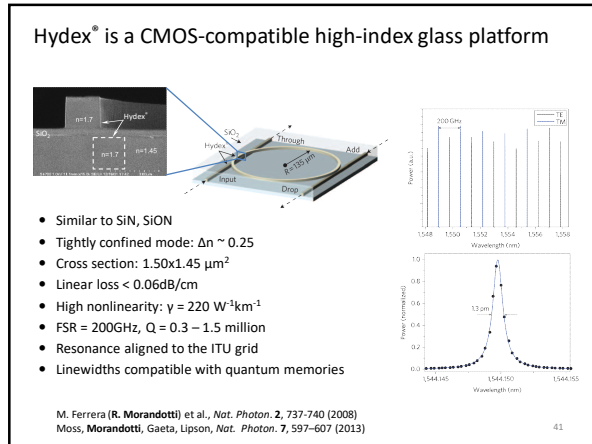 Hydex® is a CMOS-compatible high-index glass platform
n=1.7
Hydex®
SiO₂
n=1.7
n=1.45
SiO₂
Hydex
Through
Add
R=135 μm
Input
Drop
TE
TM
200 GHz
Power (a.u.)
1,548 1,550 1,552 1,554 1,556 1,558
Wavelength (nm)
• Similar to SiN, SiON
• Tightly confined mode: Δn ~ 0.25
• Cross section: 1.50x1.45 μm²
• Linear loss < 0.06dB/cm
• High nonlinearity: γ = 220 W⁻¹km⁻¹
• FSR = 200GHz, Q = 0.3 – 1.5 million
• Resonance aligned to the ITU grid
• Linewidths compatible with quantum memories
1.0
0.8
0.6
0.4
0.2
0.0
Power (normalized)
1.3 pm
1,544.145 1,544.150 1,544.155
Wavelength (nm)
M. Ferrera (R. Morandotti) et al., Nat. Photon. 2, 737-740 (2008)
Moss, Morandotti, Gaeta, Lipson, Nat. Photon. 7, 597–607 (2013)
41